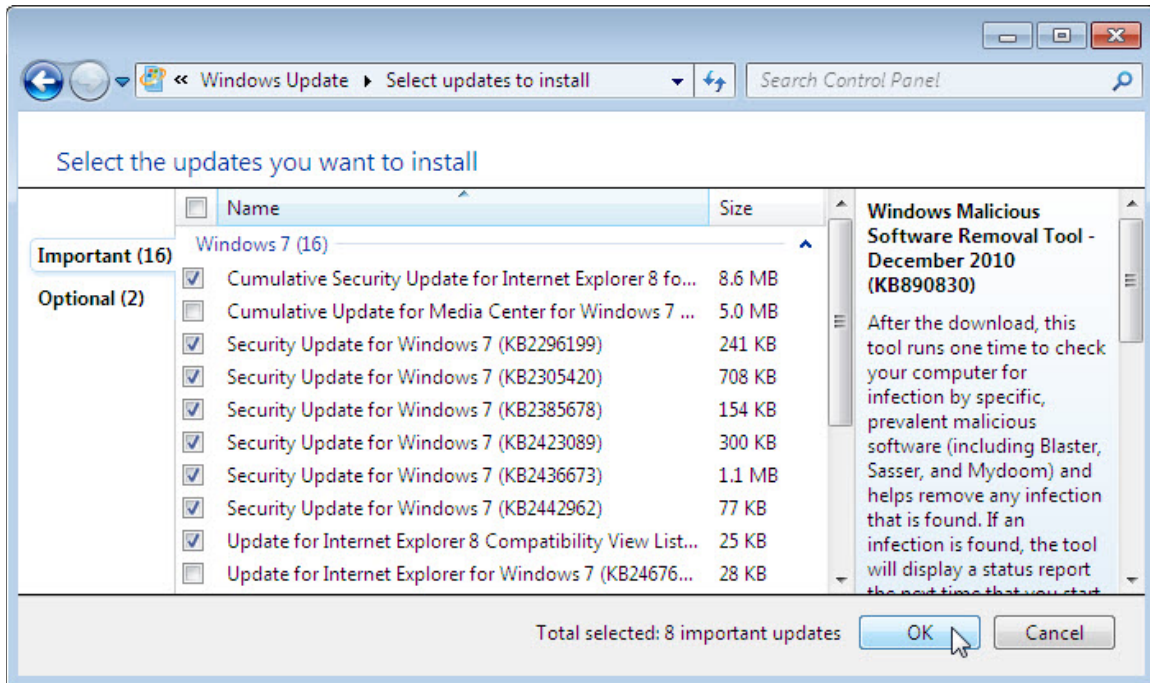 « Windows Update ▸ Select updates to install
Search Control Panel
Select the updates you want to install
Important (16)
Optional (2)
Name Size
Windows 7 (16)
Cumulative Security Update for Internet Explorer 8 fo... 8.6 MB
Cumulative Update for Media Center for Windows 7 ... 5.0 MB
Security Update for Windows 7 (KB2296199) 241 KB
Security Update for Windows 7 (KB2305420) 708 KB
Security Update for Windows 7 (KB2385678) 154 KB
Security Update for Windows 7 (KB2423089) 300 KB
Security Update for Windows 7 (KB2436673) 1.1 MB
Security Update for Windows 7 (KB2442962) 77 KB
Update for Internet Explorer 8 Compatibility View List... 25 KB
Update for Internet Explorer for Windows 7 (KB24676... 28 KB
Windows Malicious
Software Removal Tool -
December 2010
(KB890830)
After the download, this
tool runs one time to check
your computer for
infection by specific,
prevalent malicious
software (including Blaster,
Sasser, and Mydoom) and
helps remove any infection
that is found. If an
infection is found, the tool
will display a status report
the next time that you start
Total selected: 8 important updates
OK
Cancel